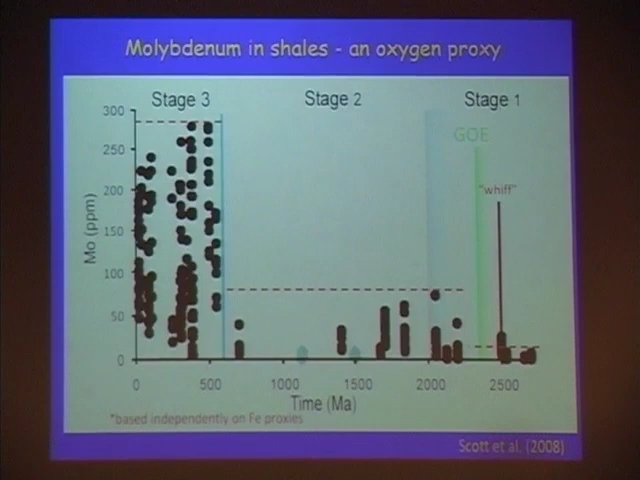 Molybdenum in shales - an oxygen proxy
Stage 3
Stage 2
Stage 1
GOE
"whiff"
300
250
200
150
100
50
0
Mo (ppm)
0
500
1000
1500
2000
2500
Time (Ma)
*based independently on Fe proxies
Scott et al. (2008)